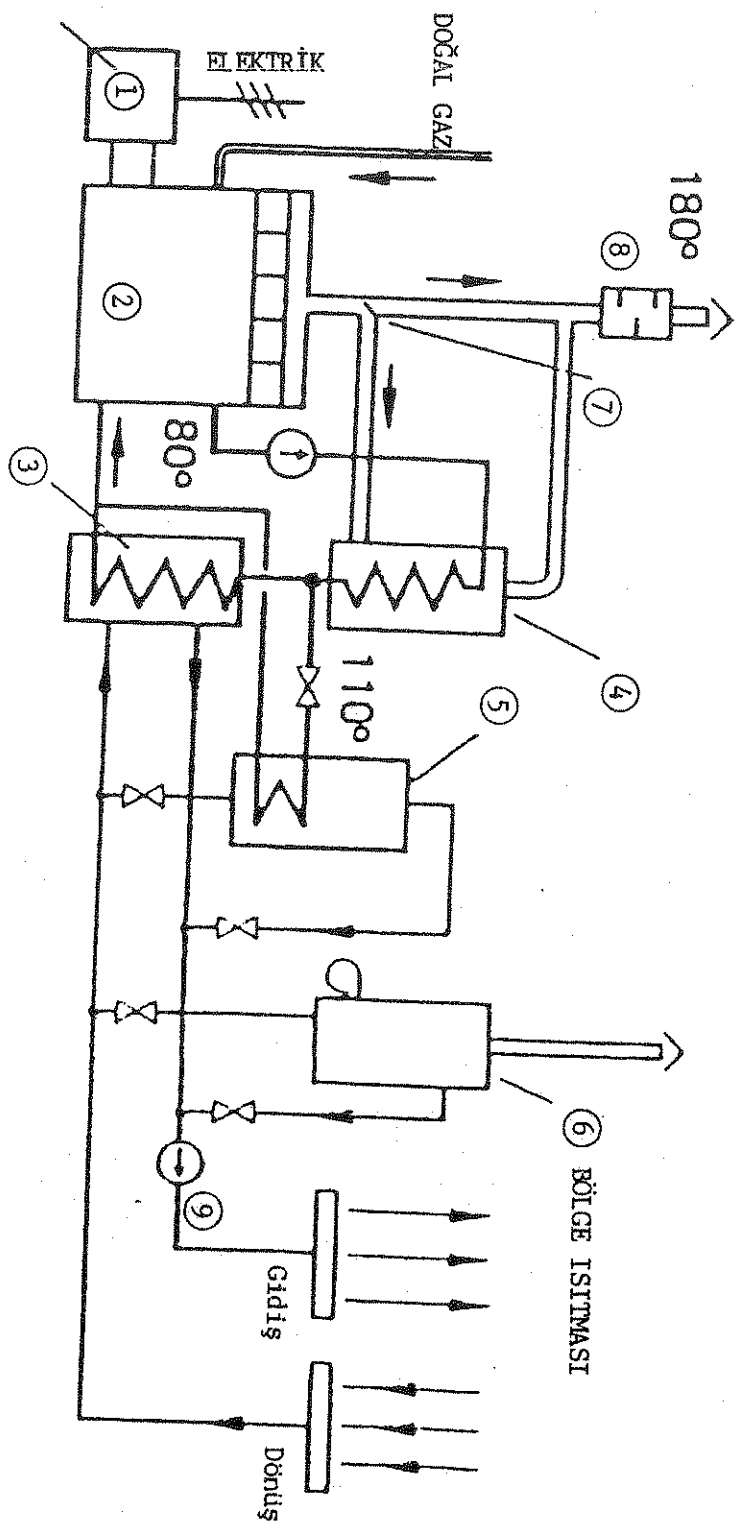 180°
DOĞAL GAZ
ELEKTRİK
1
2
3
4
5
6
7
8
9
80°
110°
BÖLGE ISITMASI
Gidiş
Dönüş